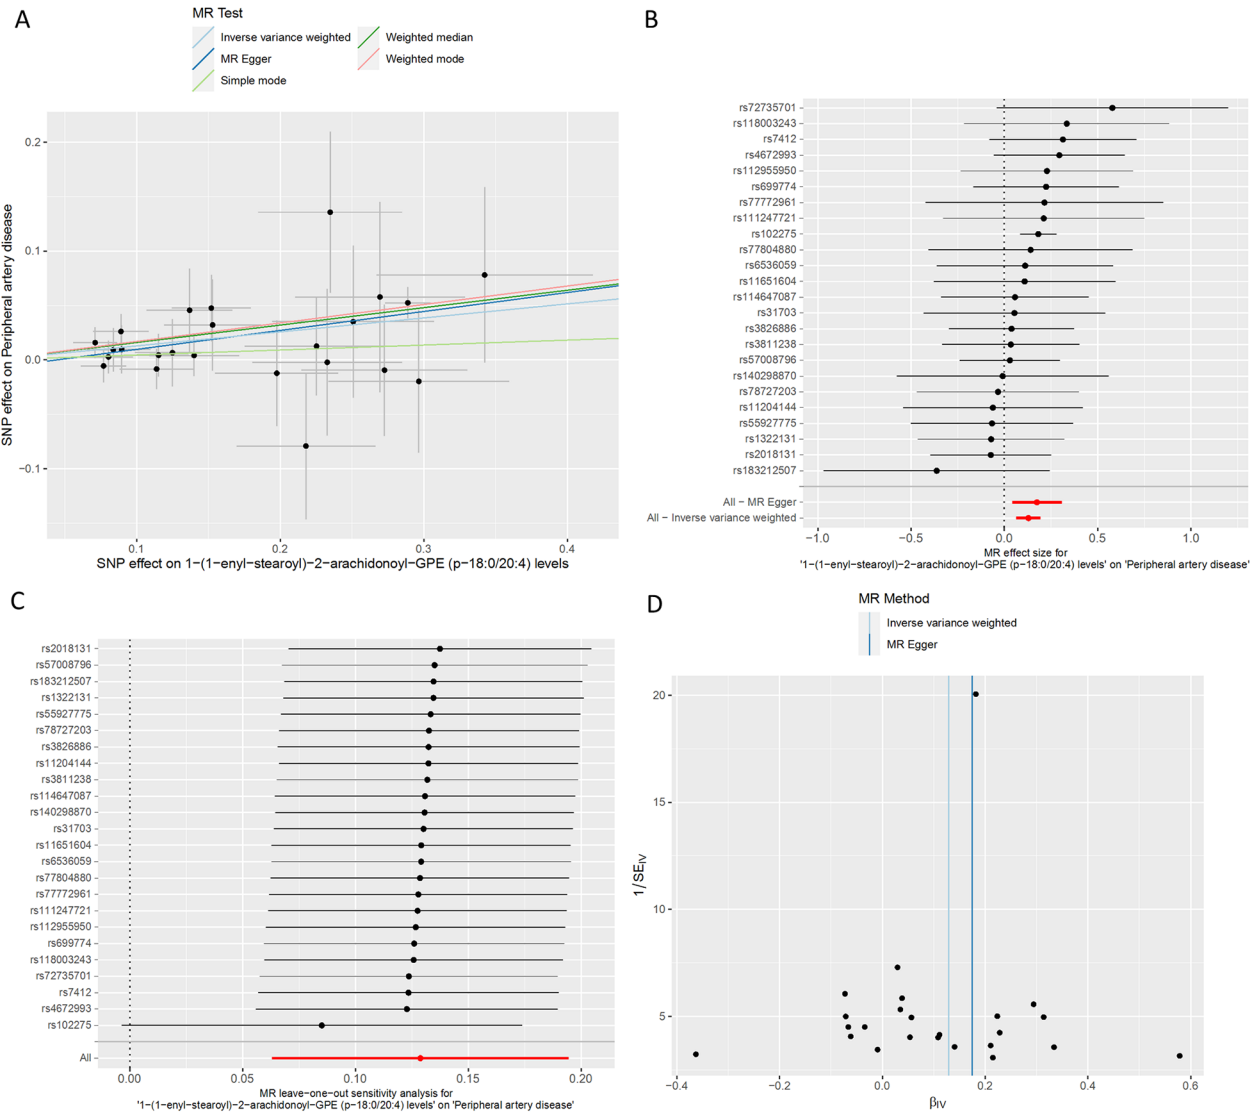 A
MR Test
Inverse variance weighted
Weighted median
MR Egger
Weighted mode
Simple mode
SNP effect on Peripheral artery disease
0.2
0.1
0.0
−0.1
0.1 0.2 0.3 0.4
SNP effect on 1−(1−enyl−stearoyl)−2−arachidonoyl−GPE (p−18:0/20:4) levels
B
rs72735701
rs118003243
rs7412
rs4672993
rs112955950
rs699774
rs77772961
rs111247721
rs102275
rs77804880
rs6536059
rs11651604
rs114647087
rs31703
rs3826886
rs3811238
rs57008796
rs140298870
rs78727203
rs11204144
rs55927775
rs1322131
rs2018131
rs183212507
All − MR Egger
All − Inverse variance weighted
−1.0 −0.5 0.0 0.5 1.0
MR effect size for
'1−(1−enyl−stearoyl)−2−arachidonoyl−GPE (p−18:0/20:4) levels' on 'Peripheral artery disease'
C
rs2018131
rs57008796
rs183212507
rs1322131
rs55927775
rs78727203
rs3826886
rs11204144
rs3811238
rs114647087
rs140298870
rs31703
rs11651604
rs6536059
rs77804880
rs77772961
rs111247721
rs112955950
rs699774
rs118003243
rs72735701
rs7412
rs4672993
rs102275
All
0.00 0.05 0.10 0.15 0.20
MR leave−one−out sensitivity analysis for
'1−(1−enyl−stearoyl)−2−arachidonoyl−GPE (p−18:0/20:4) levels' on 'Peripheral artery disease'
D
MR Method
Inverse variance weighted
MR Egger
1/SE_IV
20
15
10
5
−0.4 −0.2 0.0 0.2 0.4 0.6
β_IV